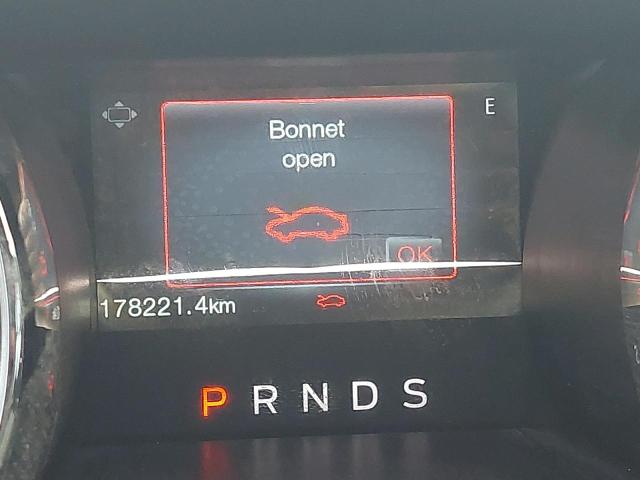 E
Bonnet
open
OK
178221.4km
P R N D S